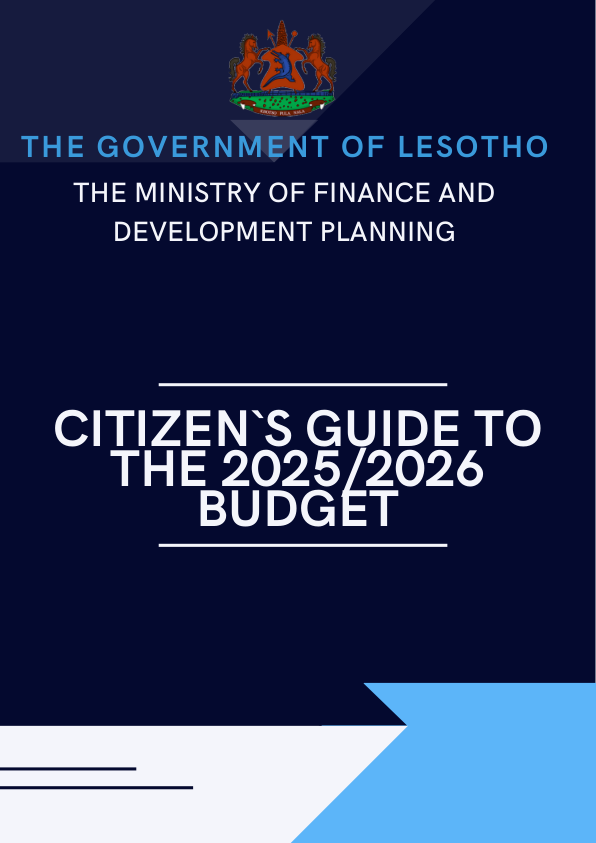 THE GOVERNMENT OF LESOTHO
THE MINISTRY OF FINANCE AND
DEVELOPMENT PLANNING
CITIZEN`S GUIDE TO
THE 2025/2026
BUDGET